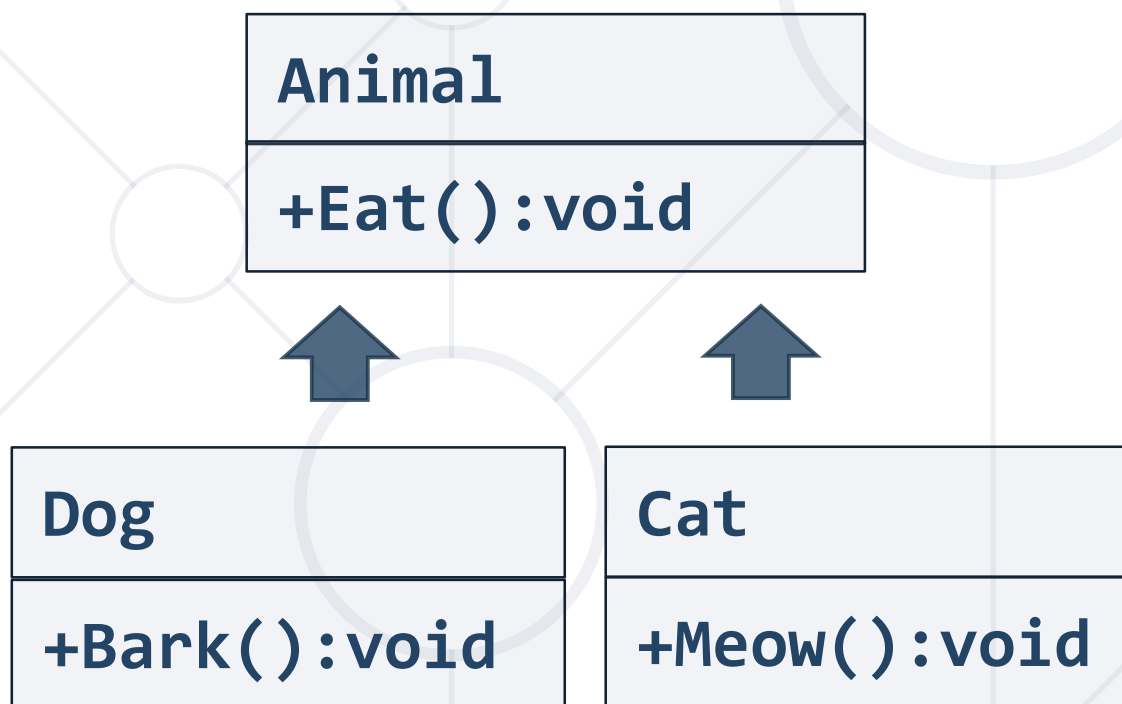 Animal
+Eat():void
Dog
+Bark():void
Cat
+Meow():void